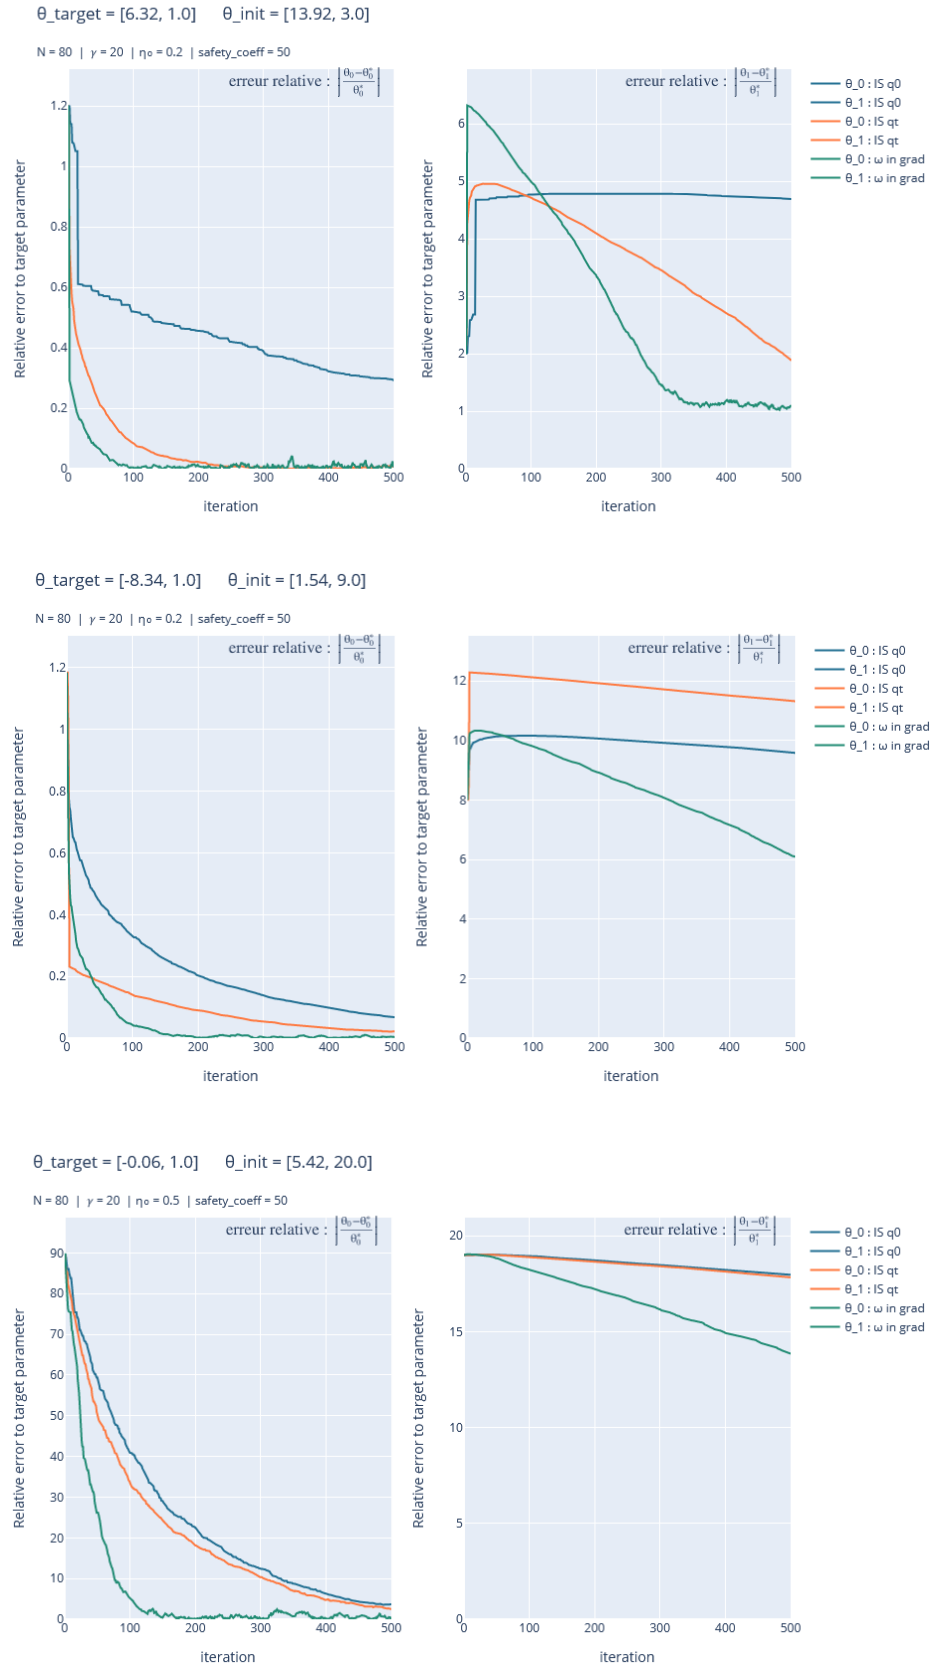 θ_target = [6.32, 1.0]   θ_init = [13.92, 3.0]
N = 80 | γ = 20 | η₀ = 0.2 | safety_coeff = 50
erreur relative : |θ₀−θ₀*/θ₀*|
erreur relative : |θ₁−θ₁*/θ₁*|
Relative error to target parameter
1.2
1
0.8
0.6
0.4
0.2
0
0 100 200 300 400 500
iteration
Relative error to target parameter
6
5
4
3
2
1
0
0 100 200 300 400 500
iteration
θ_0 : IS q0
θ_1 : IS q0
θ_0 : IS qt
θ_1 : IS qt
θ_0 : ω in grad
θ_1 : ω in grad
θ_target = [-8.34, 1.0]   θ_init = [1.54, 9.0]
N = 80 | γ = 20 | η₀ = 0.2 | safety_coeff = 50
erreur relative : |θ₀−θ₀*/θ₀*|
erreur relative : |θ₁−θ₁*/θ₁*|
Relative error to target parameter
1.2
1
0.8
0.6
0.4
0.2
0
0 100 200 300 400 500
iteration
Relative error to target parameter
12
10
8
6
4
2
0
0 100 200 300 400 500
iteration
θ_0 : IS q0
θ_1 : IS q0
θ_0 : IS qt
θ_1 : IS qt
θ_0 : ω in grad
θ_1 : ω in grad
θ_target = [-0.06, 1.0]   θ_init = [5.42, 20.0]
N = 80 | γ = 20 | η₀ = 0.5 | safety_coeff = 50
erreur relative : |θ₀−θ₀*/θ₀*|
erreur relative : |θ₁−θ₁*/θ₁*|
Relative error to target parameter
90
80
70
60
50
40
30
20
10
0
0 100 200 300 400 500
iteration
Relative error to target parameter
20
15
10
5
0
0 100 200 300 400 500
iteration
θ_0 : IS q0
θ_1 : IS q0
θ_0 : IS qt
θ_1 : IS qt
θ_0 : ω in grad
θ_1 : ω in grad